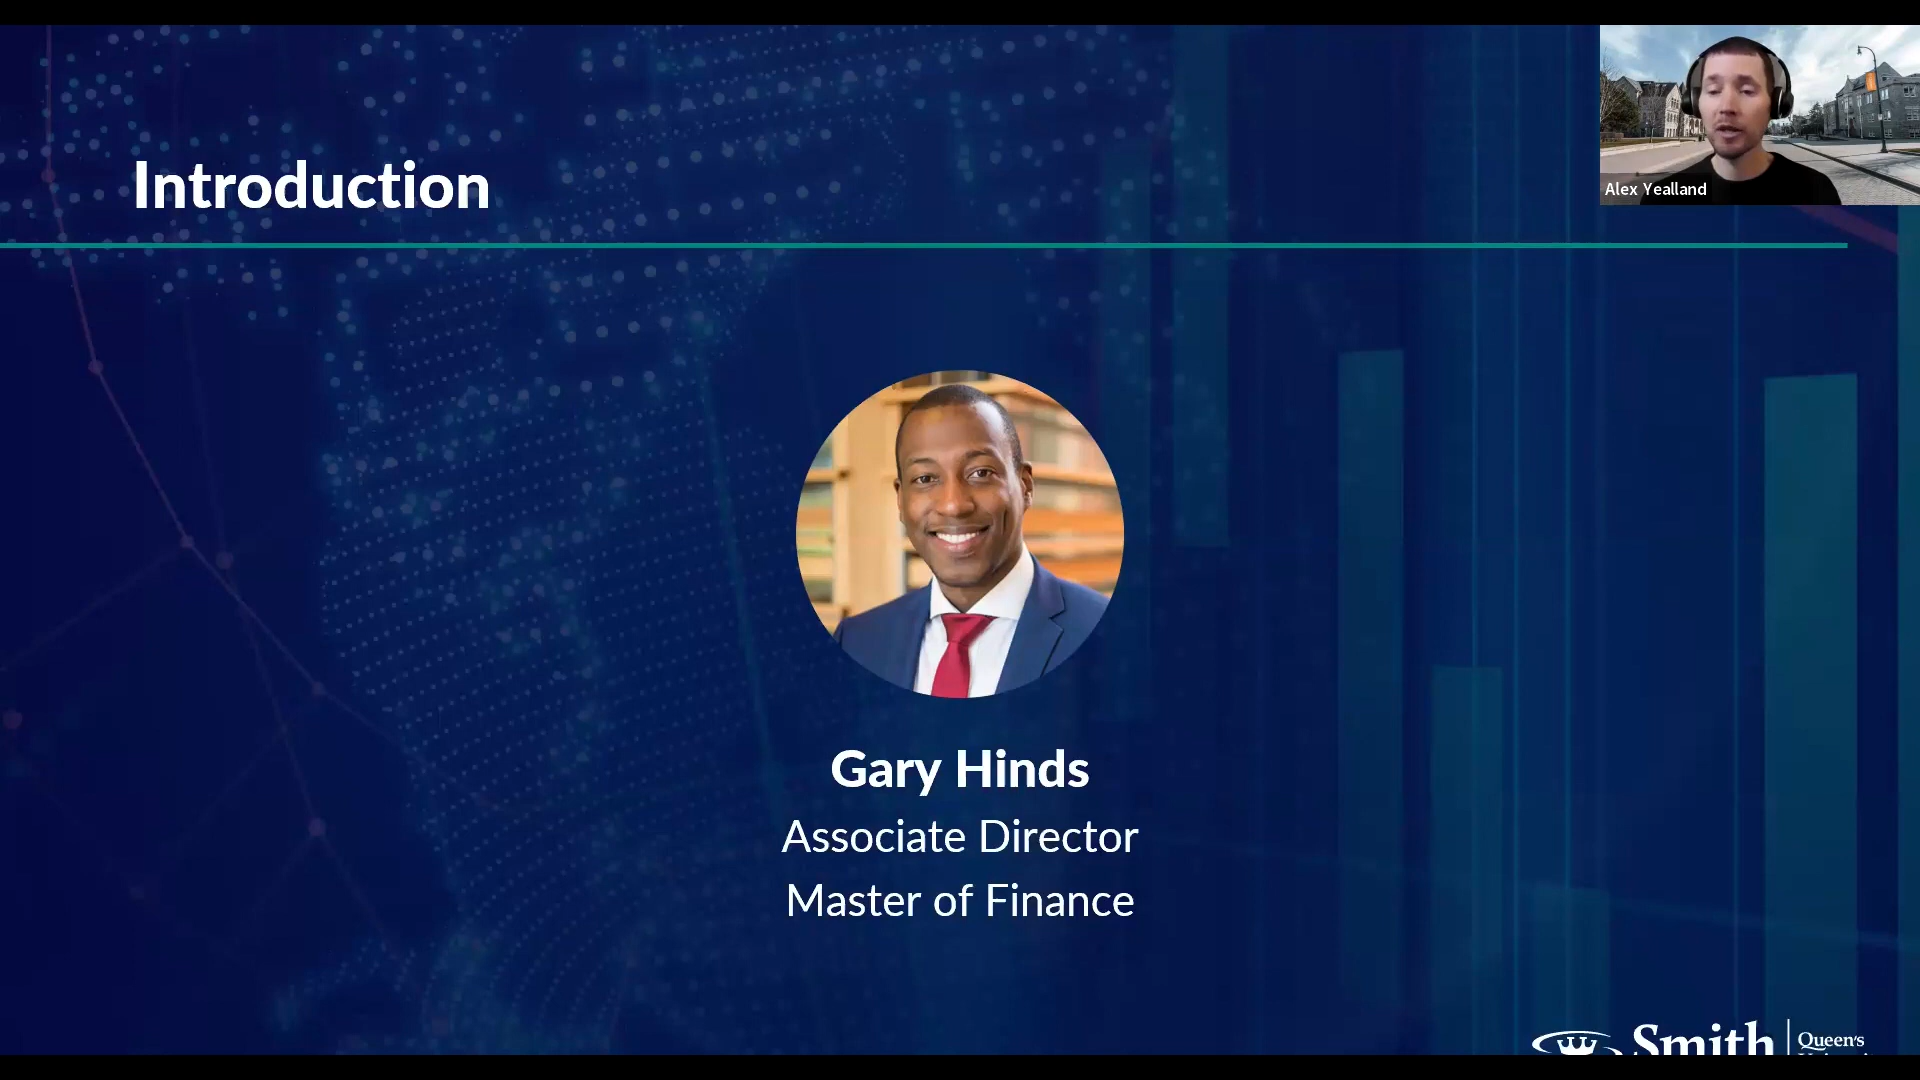 Introduction
Alex Yealland
Gary Hinds
Associate Director
Master of Finance
Smith
Queen's